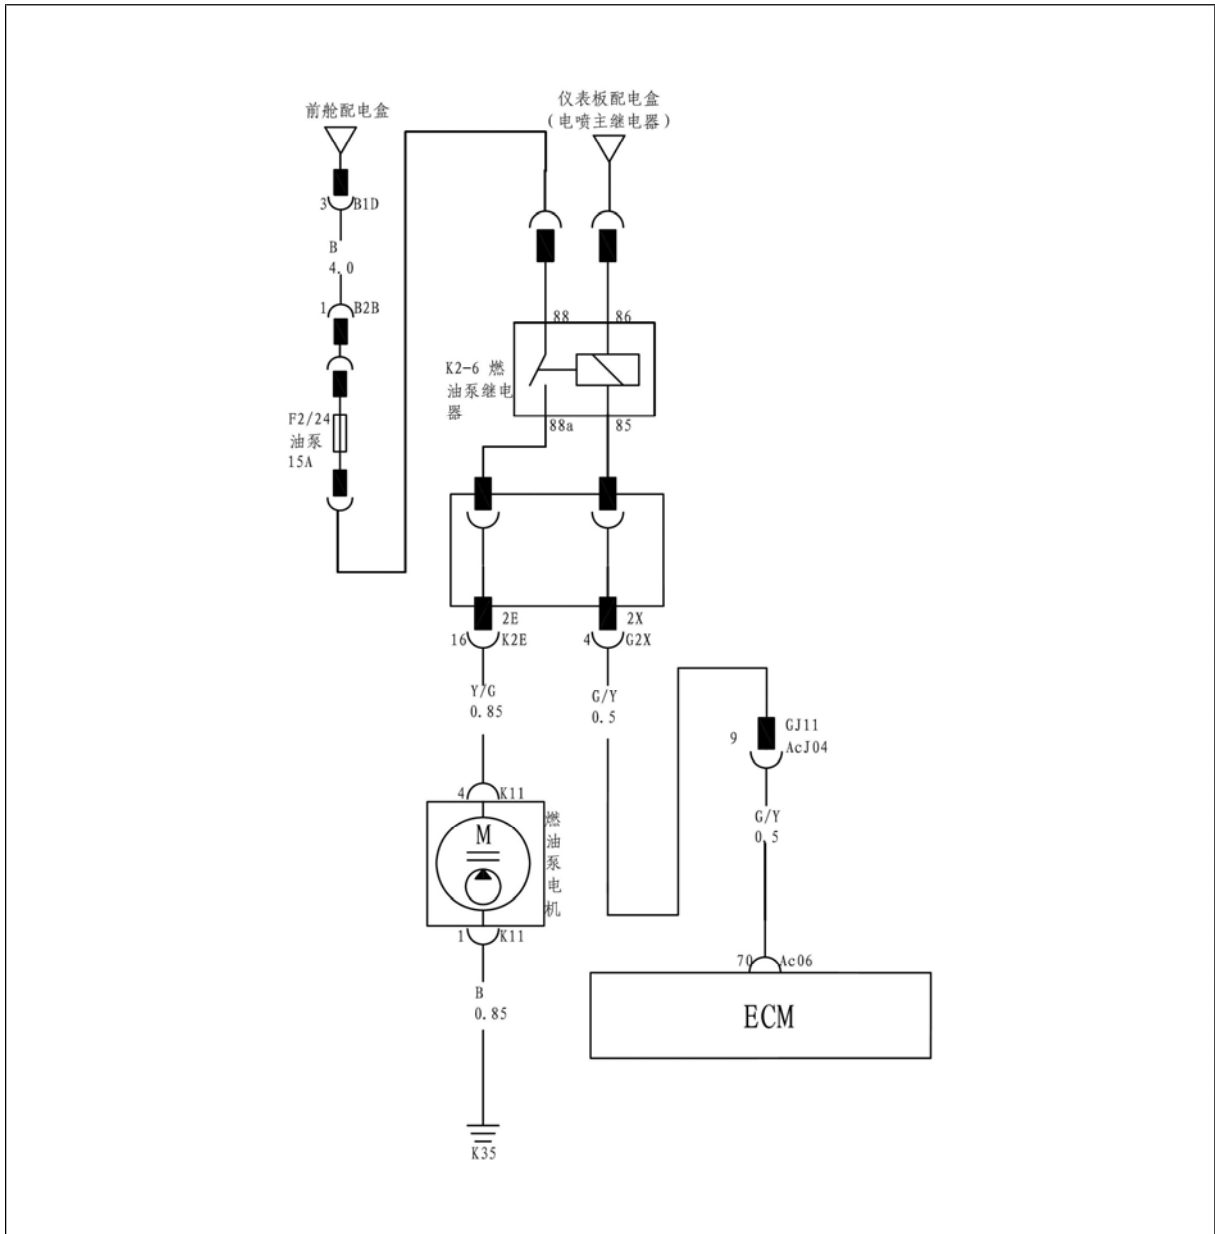 前舱配电盒
仪表板配电盒
(电喷主继电器)
3 B1D
B
4.0
1 B2B
88 86
K2-6 燃
油泵继电
器
88a 85
F2/24
油泵
15A
2E 2X
16 K2E 4 G2X
Y/G
0.85
G/Y
0.5
GJ11
9
AcJ04
G/Y
0.5
4 K11
M
燃
油
泵
电
机
1 K11
B
0.85
70 Ac06
ECM
K35